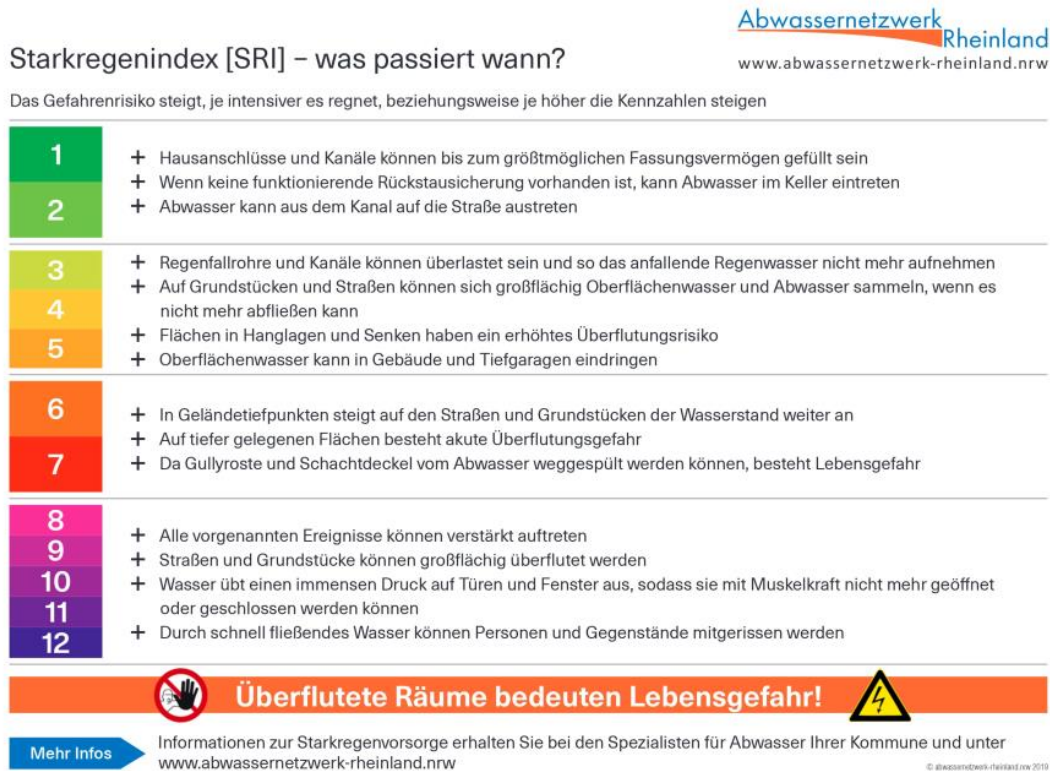 Abwassernetzwerk
Rheinland
www.abwassernetzwerk-rheinland.nrw
Starkregenindex [SRI] – was passiert wann?
Das Gefahrenrisiko steigt, je intensiver es regnet, beziehungsweise je höher die Kennzahlen steigen
1
2
+ Hausanschlüsse und Kanäle können bis zum größtmöglichen Fassungsvermögen gefüllt sein
+ Wenn keine funktionierende Rückstausicherung vorhanden ist, kann Abwasser im Keller eintreten
+ Abwasser kann aus dem Kanal auf die Straße austreten
3
4
5
+ Regenfallrohre und Kanäle können überlastet sein und so das anfallende Regenwasser nicht mehr aufnehmen
+ Auf Grundstücken und Straßen können sich großflächig Oberflächenwasser und Abwasser sammeln, wenn es
nicht mehr abfließen kann
+ Flächen in Hanglagen und Senken haben ein erhöhtes Überflutungsrisiko
+ Oberflächenwasser kann in Gebäude und Tiefgaragen eindringen
6
7
+ In Geländetiefpunkten steigt auf den Straßen und Grundstücken der Wasserstand weiter an
+ Auf tiefer gelegenen Flächen besteht akute Überflutungsgefahr
+ Da Gullyroste und Schachtdeckel vom Abwasser weggespült werden können, besteht Lebensgefahr
8
9
10
11
12
+ Alle vorgenannten Ereignisse können verstärkt auftreten
+ Straßen und Grundstücke können großflächig überflutet werden
+ Wasser übt einen immensen Druck auf Türen und Fenster aus, sodass sie mit Muskelkraft nicht mehr geöffnet
oder geschlossen werden können
+ Durch schnell fließendes Wasser können Personen und Gegenstände mitgerissen werden
Überflutete Räume bedeuten Lebensgefahr!
Mehr Infos
Informationen zur Starkregenvorsorge erhalten Sie bei den Spezialisten für Abwasser Ihrer Kommune und unter
www.abwassernetzwerk-rheinland.nrw
© abwassernetzwerk-rheinland.nrw 2019